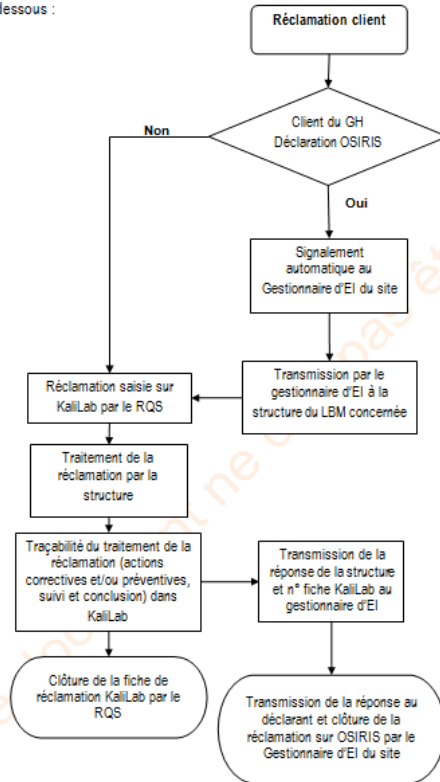 dessous :
Réclamation client
Client du GH
Déclaration OSIRIS
Non
Oui
Signalement
automatique au
Gestionnaire d'EI du site
Transmission par le
gestionnaire d'EI à la
structure du LBM concernée
Réclamation saisie sur
KaliLab par le RQS
Traitement de la
réclamation par la
structure
Traçabilité du traitement de la
réclamation (actions
correctives et/ou préventives,
suivi et conclusion) dans
KaliLab
Transmission de la
réponse de la structure
et n° fiche KaliLab au
gestionnaire d'EI
Clôture de la fiche de
réclamation KaliLab par le
RQS
Transmission de la réponse au
déclarant et clôture de la
réclamation sur OSIRIS par le
Gestionnaire d'EI du site